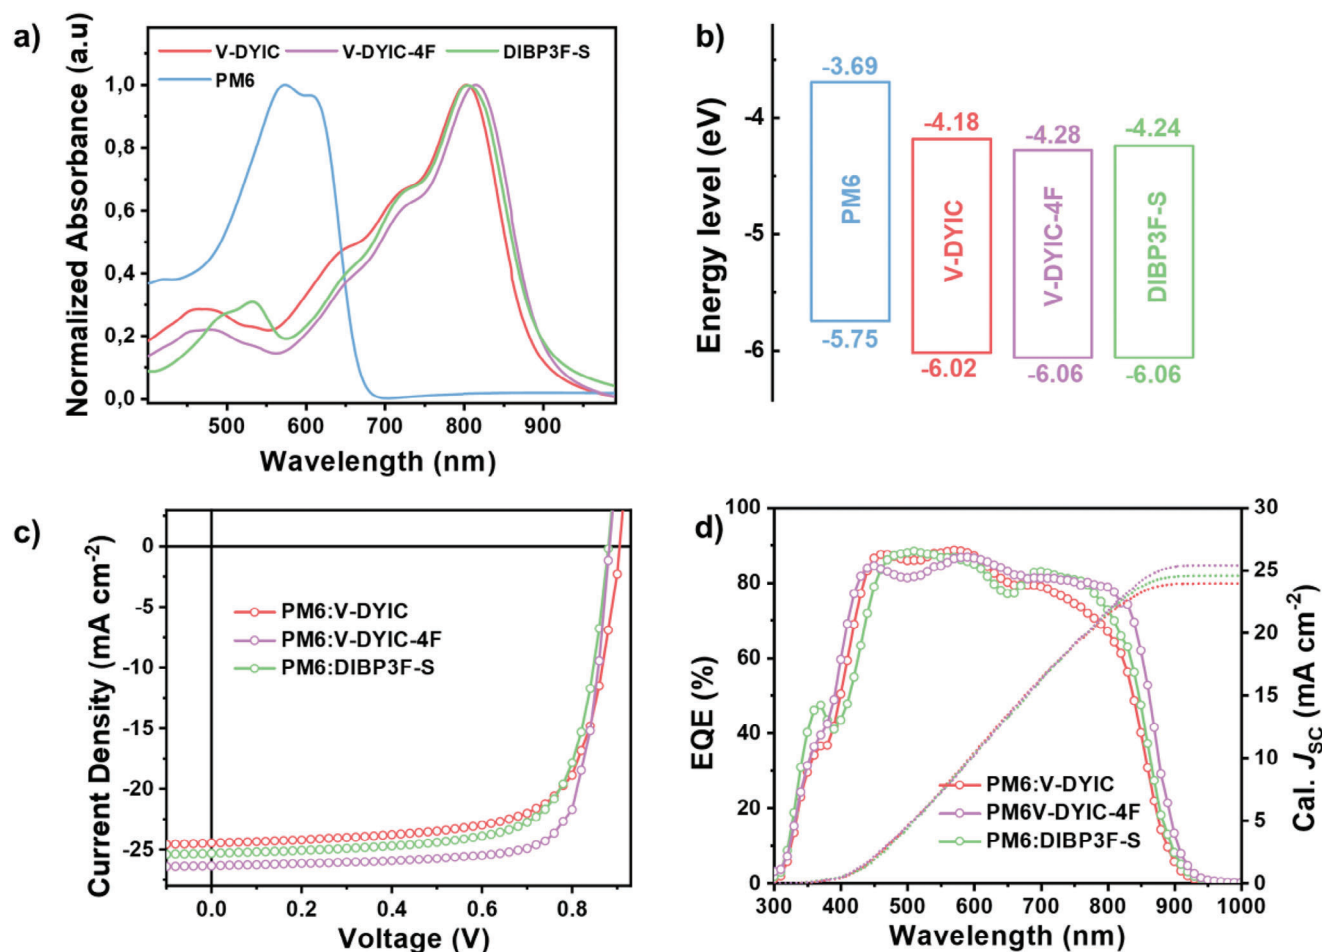 a)
V-DYIC V-DYIC-4F DIBP3F-S
PM6
Normalized Absorbance (a.u)
1,0
0,8
0,6
0,4
0,2
0,0
500 600 700 800 900
Wavelength (nm)
b)
Energy level (eV)
-4
-5
-6
-3.69
-4.18
-4.28
-4.24
PM6
V-DYIC
V-DYIC-4F
DIBP3F-S
-5.75
-6.02
-6.06
-6.06
c)
Current Density (mA cm⁻²)
0
-5
-10
-15
-20
-25
PM6:V-DYIC
PM6:V-DYIC-4F
PM6:DIBP3F-S
0.0 0.2 0.4 0.6 0.8
Voltage (V)
d)
EQE (%)
100
80
60
40
20
0
PM6:V-DYIC
PM6V-DYIC-4F
PM6:DIBP3F-S
30
25
20
15
10
5
0
Cal. JSC (mA cm⁻²)
300 400 500 600 700 800 900 1000
Wavelength (nm)